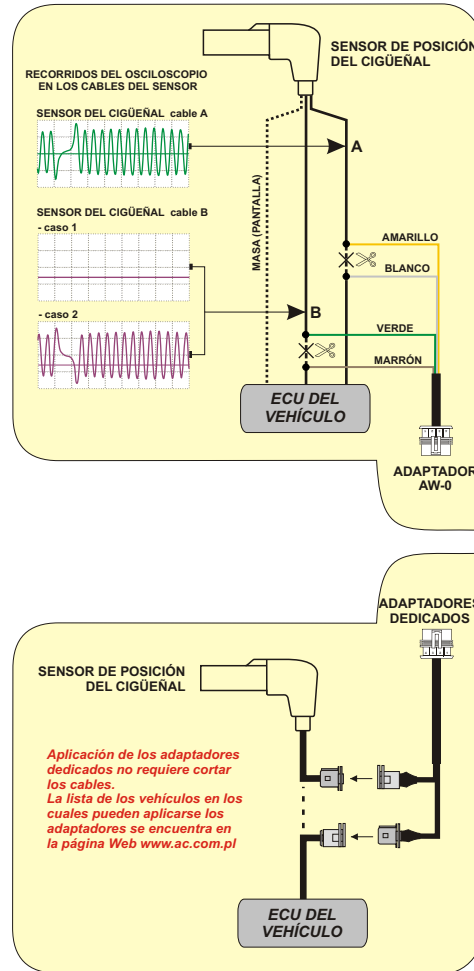 SENSOR DE POSICIÓN
DEL CIGÜEÑAL
RECORRIDOS DEL OSCILOSCOPIO
EN LOS CABLES DEL SENSOR
SENSOR DEL CIGÜEÑAL cable A
A
SENSOR DEL CIGÜEÑAL cable B
- caso 1
- caso 2
MASA (PANTALLA)
B
AMARILLO
BLANCO
VERDE
MARRÓN
ECU DEL
VEHÍCULO
ADAPTADOR
AW-0
ADAPTADORES
DEDICADOS
SENSOR DE POSICIÓN
DEL CIGÜEÑAL
Aplicación de los adaptadores
dedicados no requiere cortar
los cables.
La lista de los vehículos en los
cuales pueden aplicarse los
adaptadores se encuentra en
la página Web www.ac.com.pl
ECU DEL
VEHÍCULO